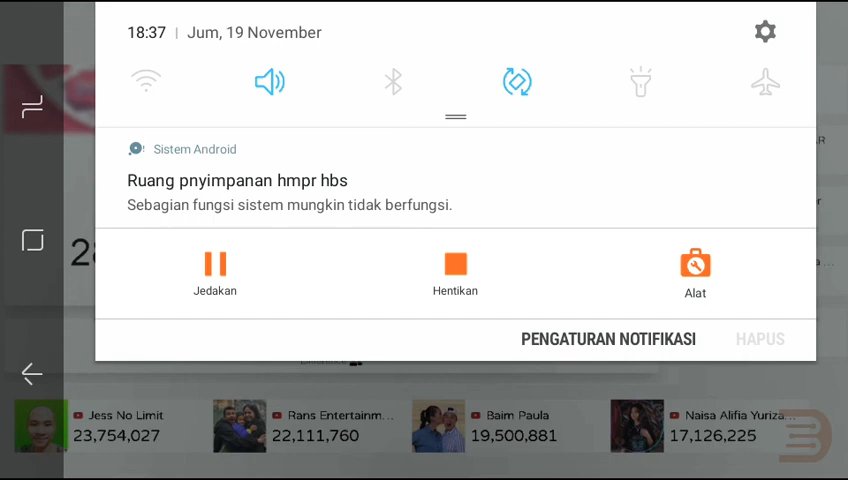 18:37 | Jum, 19 November
Sistem Android
Ruang pnyimpanan hmpr hbs
Sebagian fungsi sistem mungkin tidak berfungsi.
Jedakan
Hentikan
Alat
PENGATURAN NOTIFIKASI
HAPUS
Jess No Limit
23,754,027
Rans Entertainm...
22,111,760
Baim Paula
19,500,881
Naisa Alifia Yuriza...
17,126,225